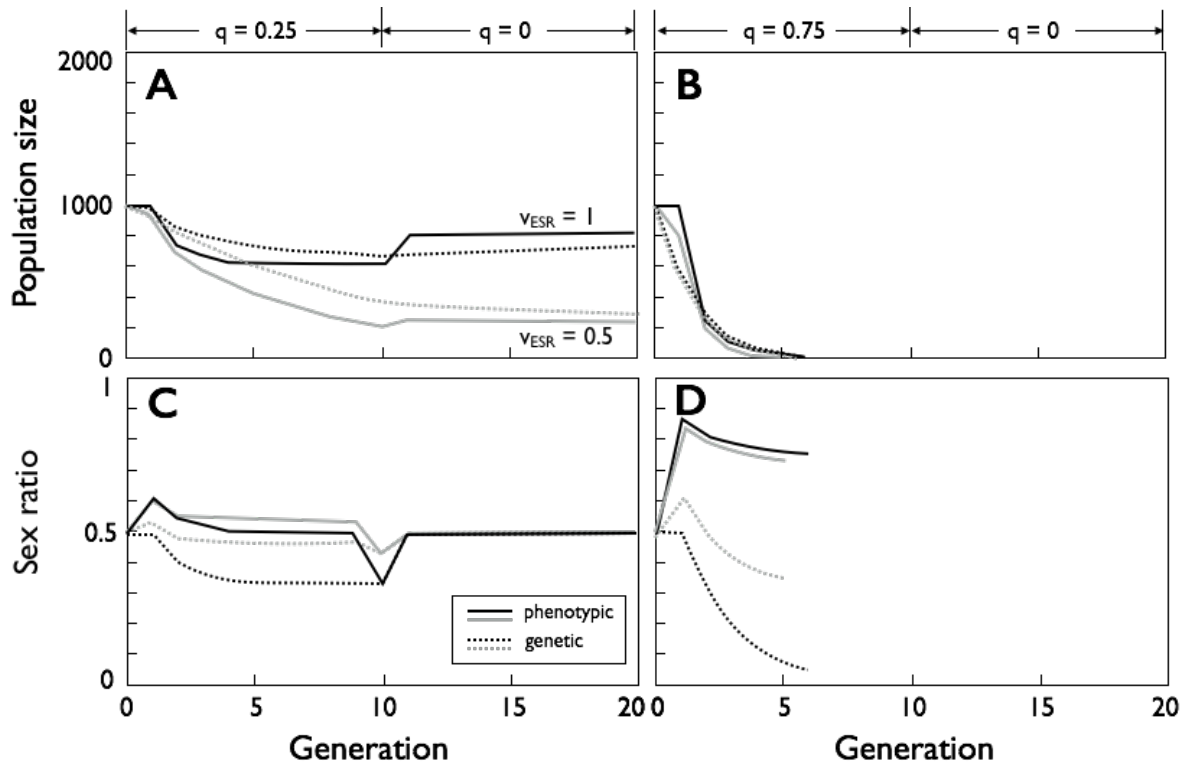 q = 0.25 q = 0 q = 0.75 q = 0
A B
2000
1000
0
Population size
vESR = 1
vESR = 0.5
C D
1
0.5
0
Sex ratio
phenotypic
genetic
0 5 10 15 20 0 5 10 15 20
Generation Generation